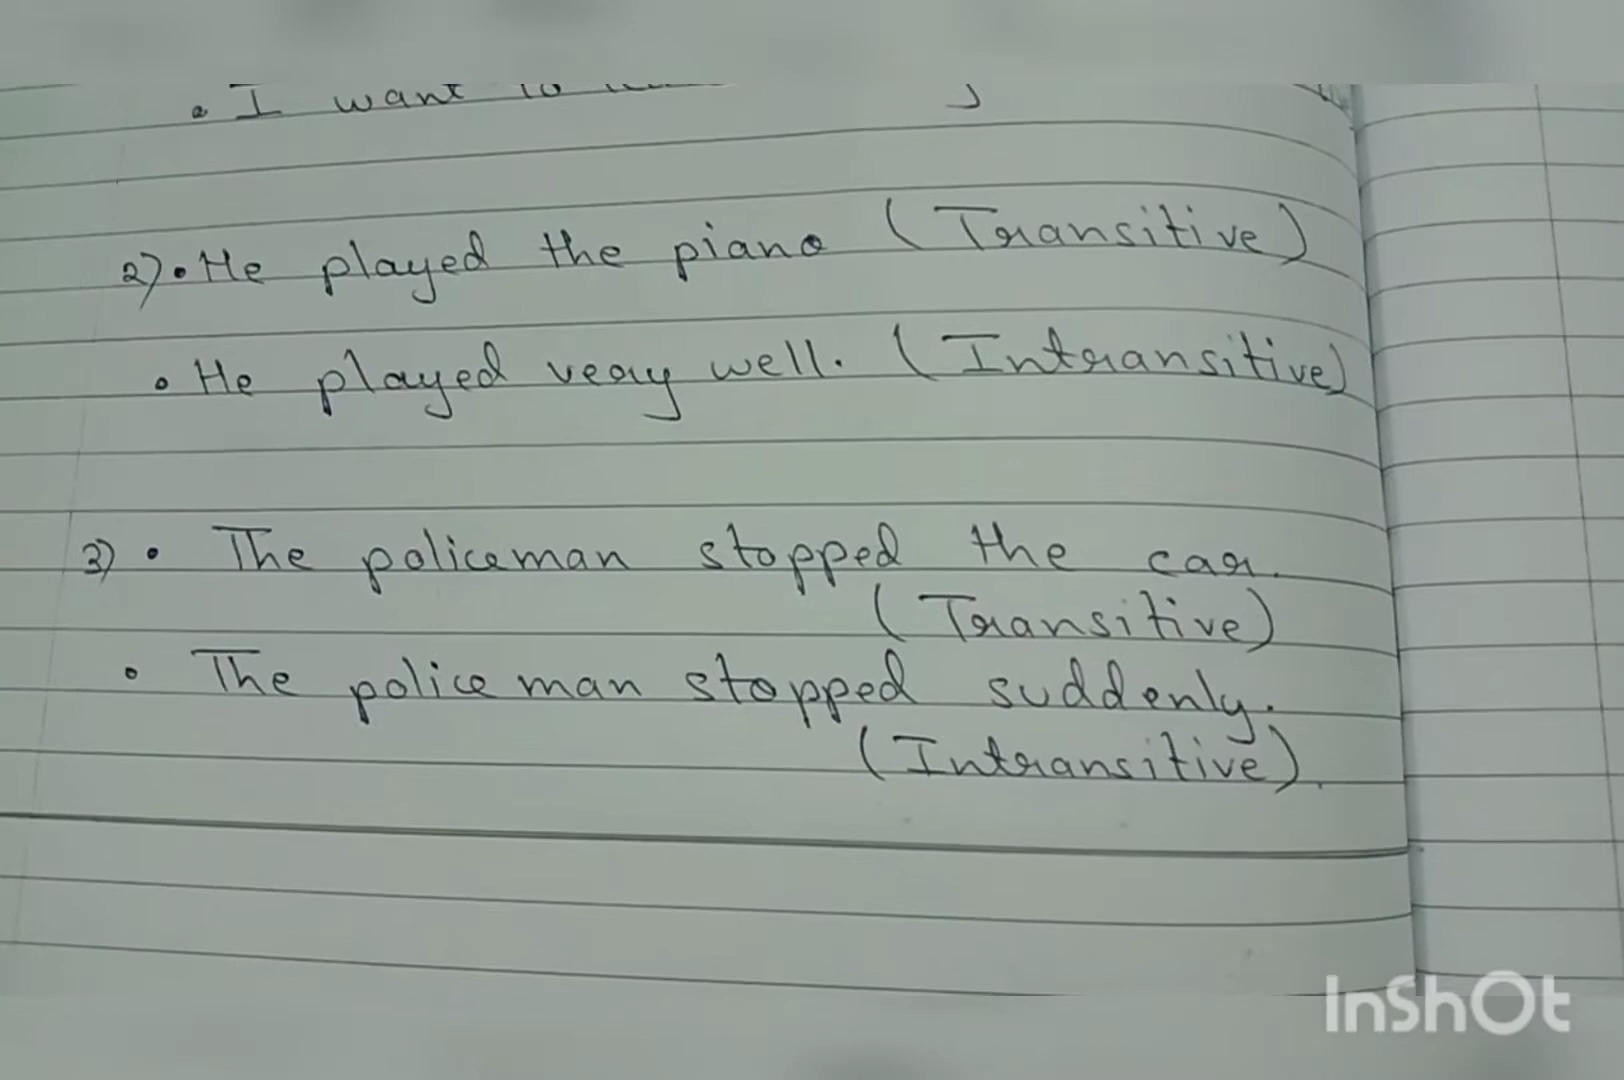 • I want to
2) • He played the piano (Transitive)
• He played very well. (Intransitive)
3) • The policeman stopped the car.
(Transitive)
• The police man stopped suddenly.
(Intransitive).
InShOt